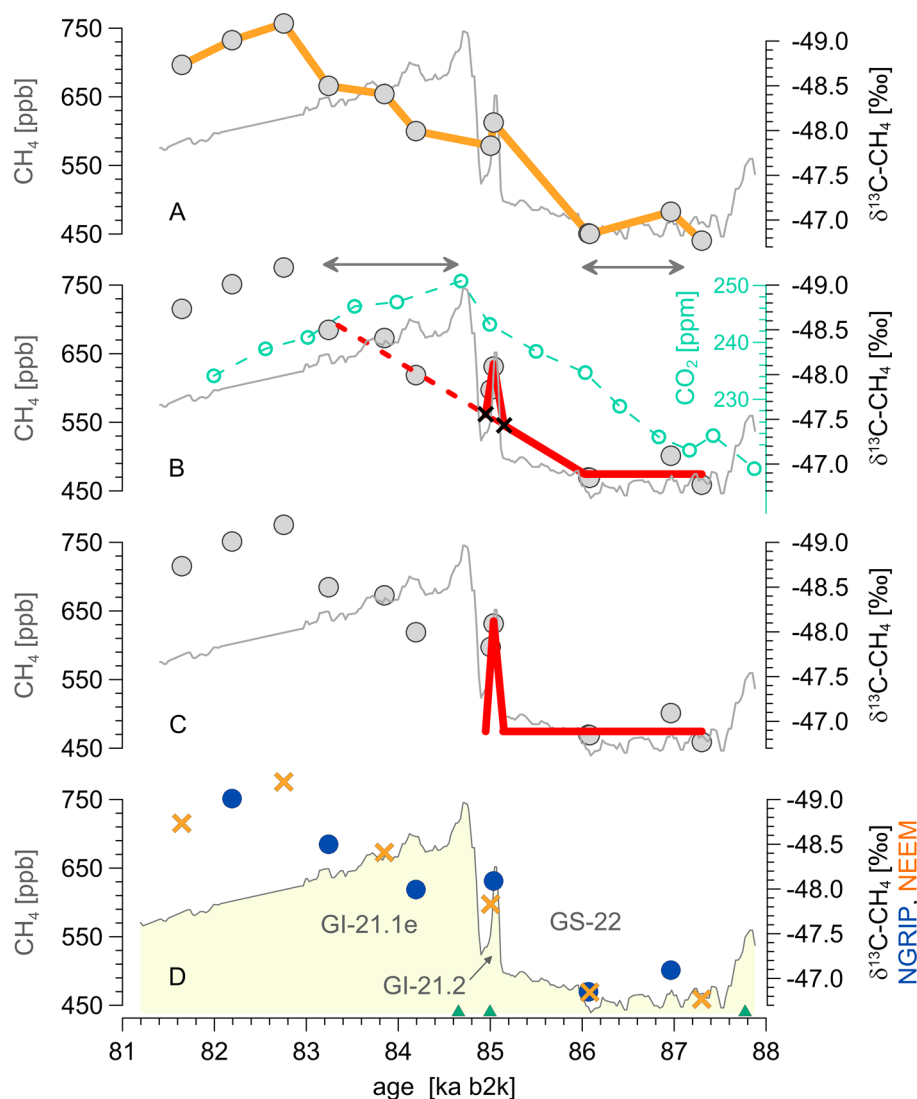 750
650
550
450
CH₄ [ppb]
A
-49.0
-48.5
-48.0
-47.5
-47.0
δ¹³C-CH₄ [‰]
750
650
550
450
CH₄ [ppb]
B
250
240
230
CO₂ [ppm]
-49.0
-48.5
-48.0
-47.5
-47.0
δ¹³C-CH₄ [‰]
750
650
550
450
CH₄ [ppb]
C
-49.0
-48.5
-48.0
-47.5
-47.0
δ¹³C-CH₄ [‰]
750
650
550
450
CH₄ [ppb]
D
GI-21.1e
GS-22
GI-21.2
-49.0
-48.5
-48.0
-47.5
-47.0
δ¹³C-CH₄ [‰]
NGRIP. NEEM
81 82 83 84 85 86 87 88
age [ka b2k]